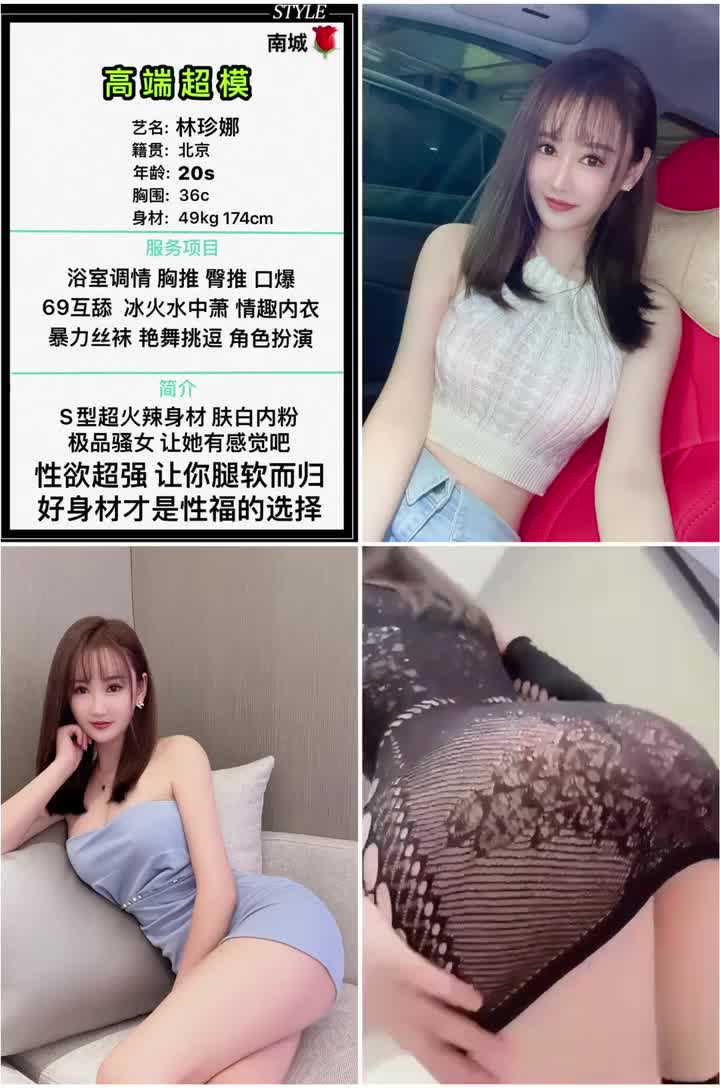 STYLE
南城
高端超模
艺名: 林珍娜
籍贯: 北京
年龄: 20s
胸围: 36c
身材: 49kg 174cm
服务项目
浴室调情 胸推 臀推 口爆
69互舔 冰火水中萧 情趣内衣
暴力丝袜 艳舞挑逗 角色扮演
简介
S型超火辣身材 肤白内粉
极品骚女 让她有感觉吧
性欲超强 让你腿软而归
好身材才是性福的选择